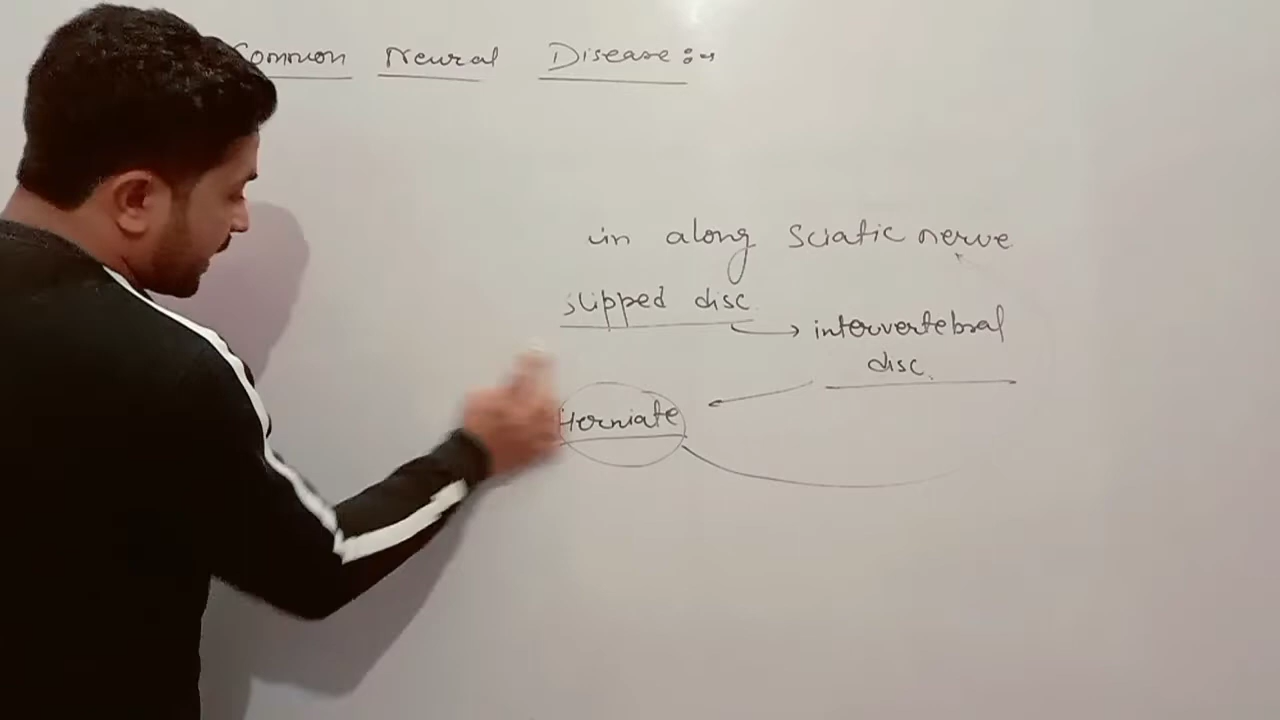 Common Neural Disease :-
in along Sciatic nerve
slipped disc
intervertebral
disc.
Herniate